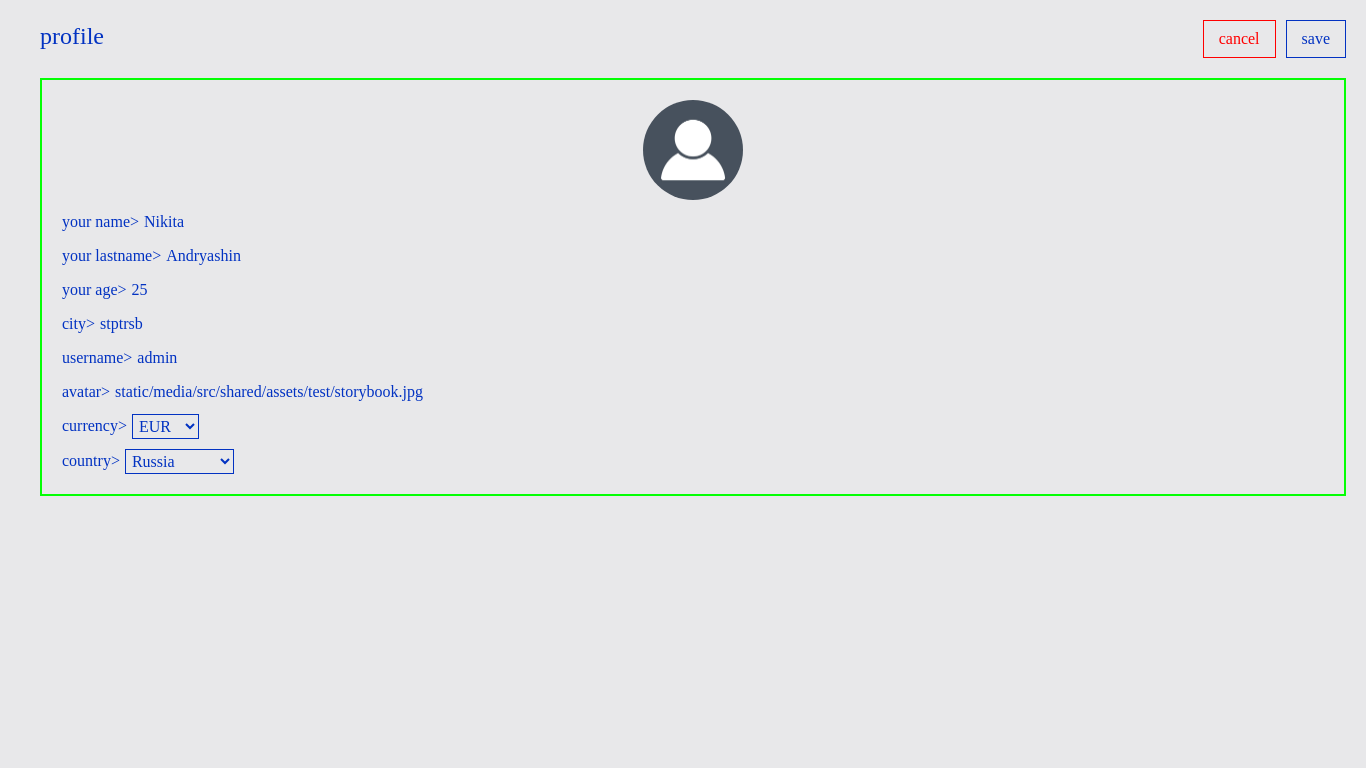 profile
cancel
save
your name> Nikita
your lastname> Andryashin
your age> 25
city> stptrsb
username> admin
avatar> static/media/src/shared/assets/test/storybook.jpg
currency> EUR
country> Russia